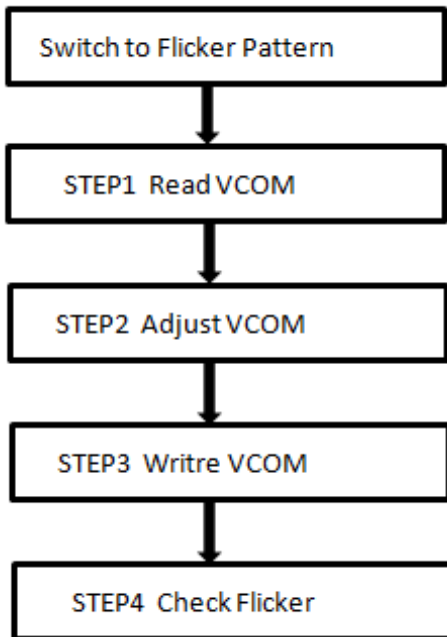 Switch to Flicker Pattern
STEP1 Read VCOM
STEP2 Adjust VCOM
STEP3 Writre VCOM
STEP4 Check Flicker